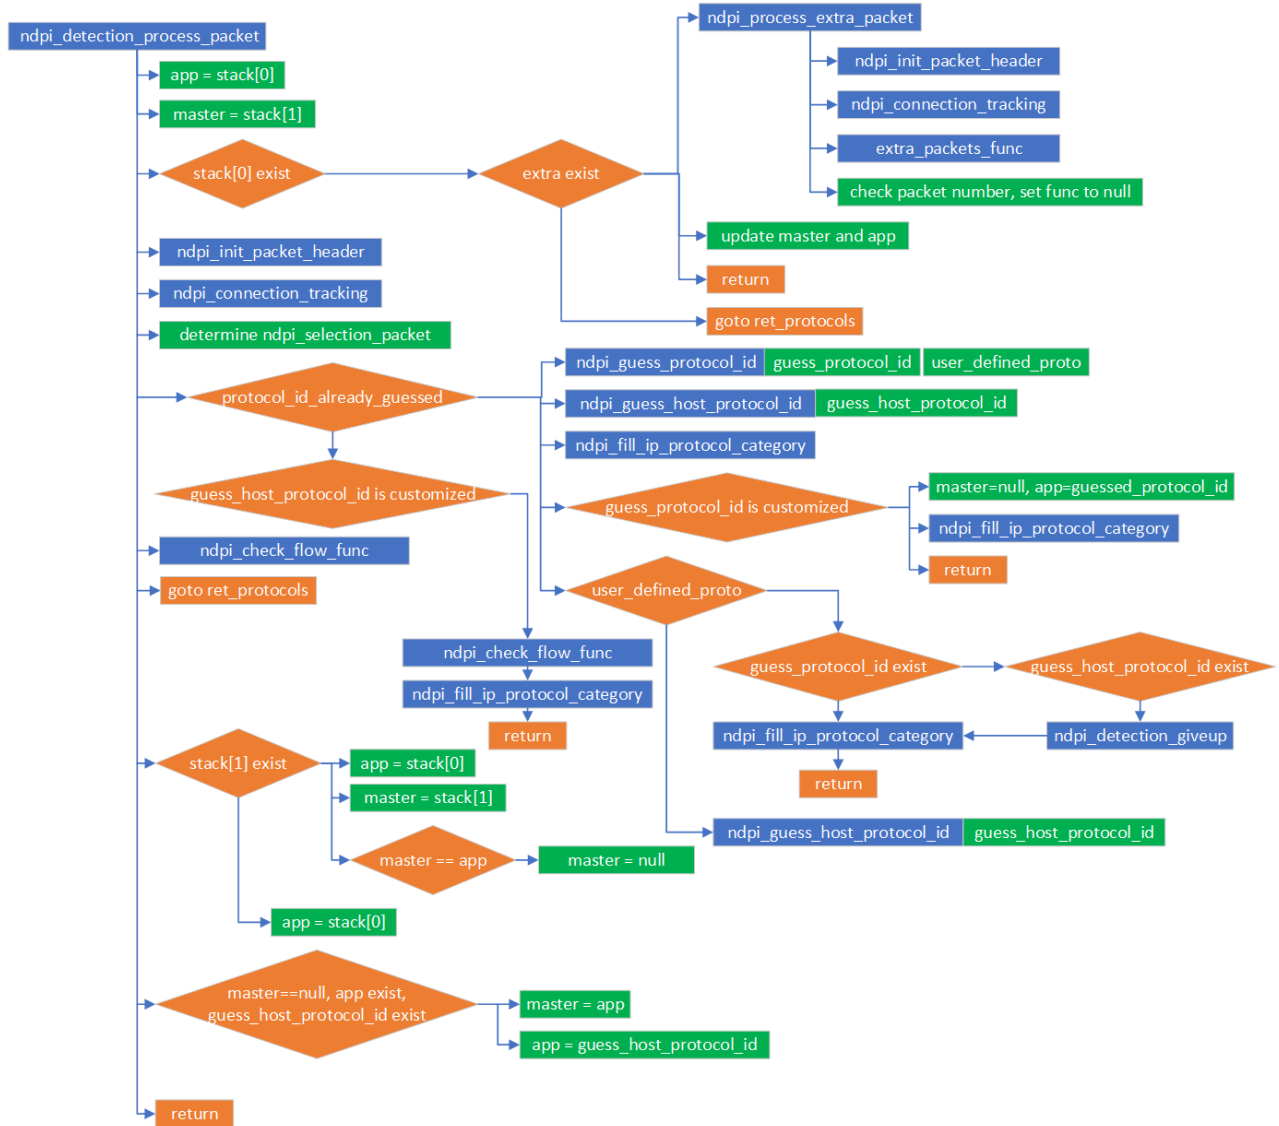 ndpi_detection_process_packet
app = stack[0]
master = stack[1]
stack[0] exist
extra exist
ndpi_process_extra_packet
ndpi_init_packet_header
ndpi_connection_tracking
extra_packets_func
check packet number, set func to null
update master and app
return
goto ret_protocols
ndpi_init_packet_header
ndpi_connection_tracking
determine ndpi_selection_packet
protocol_id_already_guessed
ndpi_guess_protocol_id
guess_protocol_id
user_defined_proto
ndpi_guess_host_protocol_id
guess_host_protocol_id
ndpi_fill_ip_protocol_category
guess_protocol_id is customized
master=null, app=guessed_protocol_id
ndpi_fill_ip_protocol_category
return
user_defined_proto
guess_protocol_id exist
guess_host_protocol_id exist
ndpi_fill_ip_protocol_category
ndpi_detection_giveup
return
ndpi_guess_host_protocol_id
guess_host_protocol_id
guess_host_protocol_id is customized
ndpi_check_flow_func
ndpi_fill_ip_protocol_category
return
ndpi_check_flow_func
goto ret_protocols
stack[1] exist
app = stack[0]
master = stack[1]
master == app
master = null
app = stack[0]
master==null, app exist,
guess_host_protocol_id exist
master = app
app = guess_host_protocol_id
return